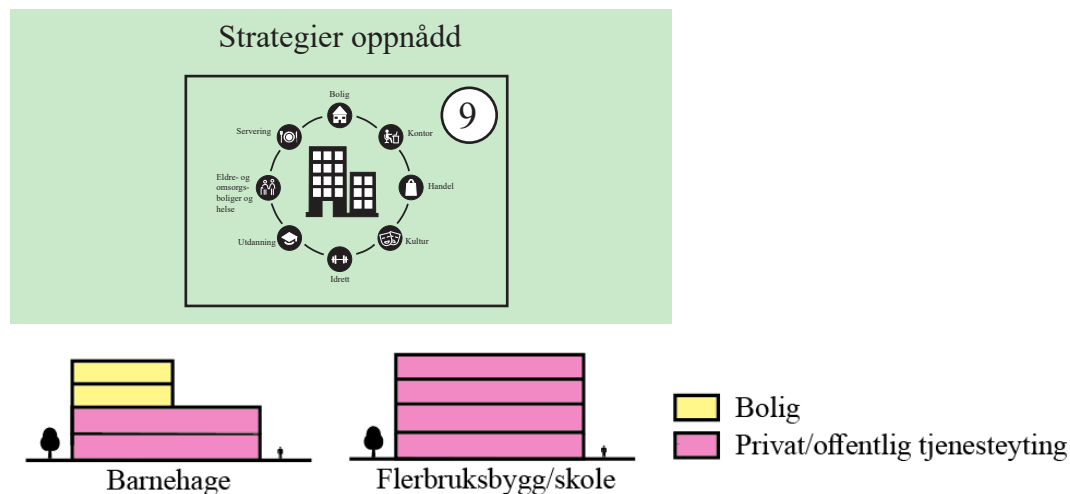 Strategier oppnådd
9
Bolig
Servering
Kontor
Eldre- og
omsorgs-
boliger og
helse
Handel
Utdanning
Kultur
Idrett
Bolig
Privat/offentlig tjenesteyting
Barnehage
Flerbruksbygg/skole